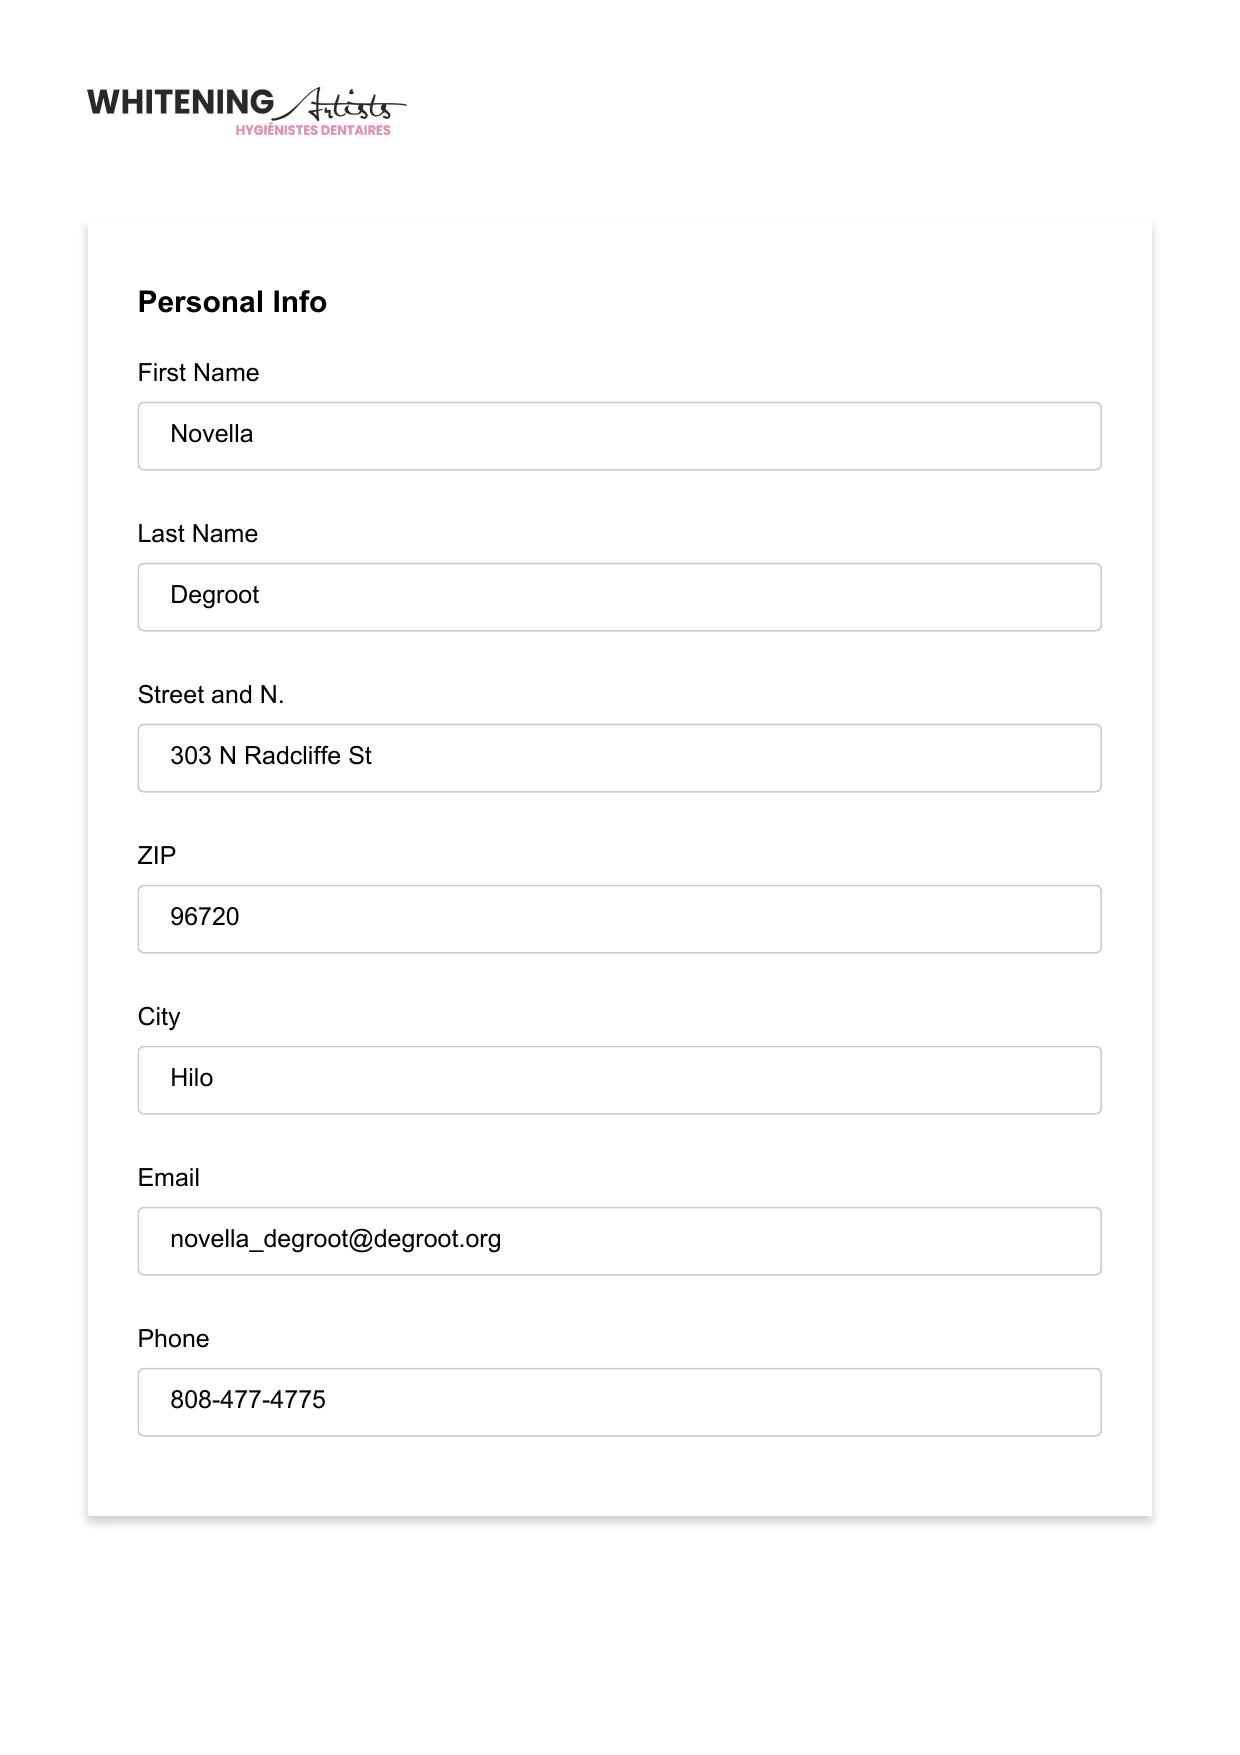 WHITENING Artists
HYGIÉNISTES DENTAIRES
Personal Info
First Name
Novella
Last Name
Degroot
Street and N.
303 N Radcliffe St
ZIP
96720
City
Hilo
Email
novella_degroot@degroot.org
Phone
808-477-4775